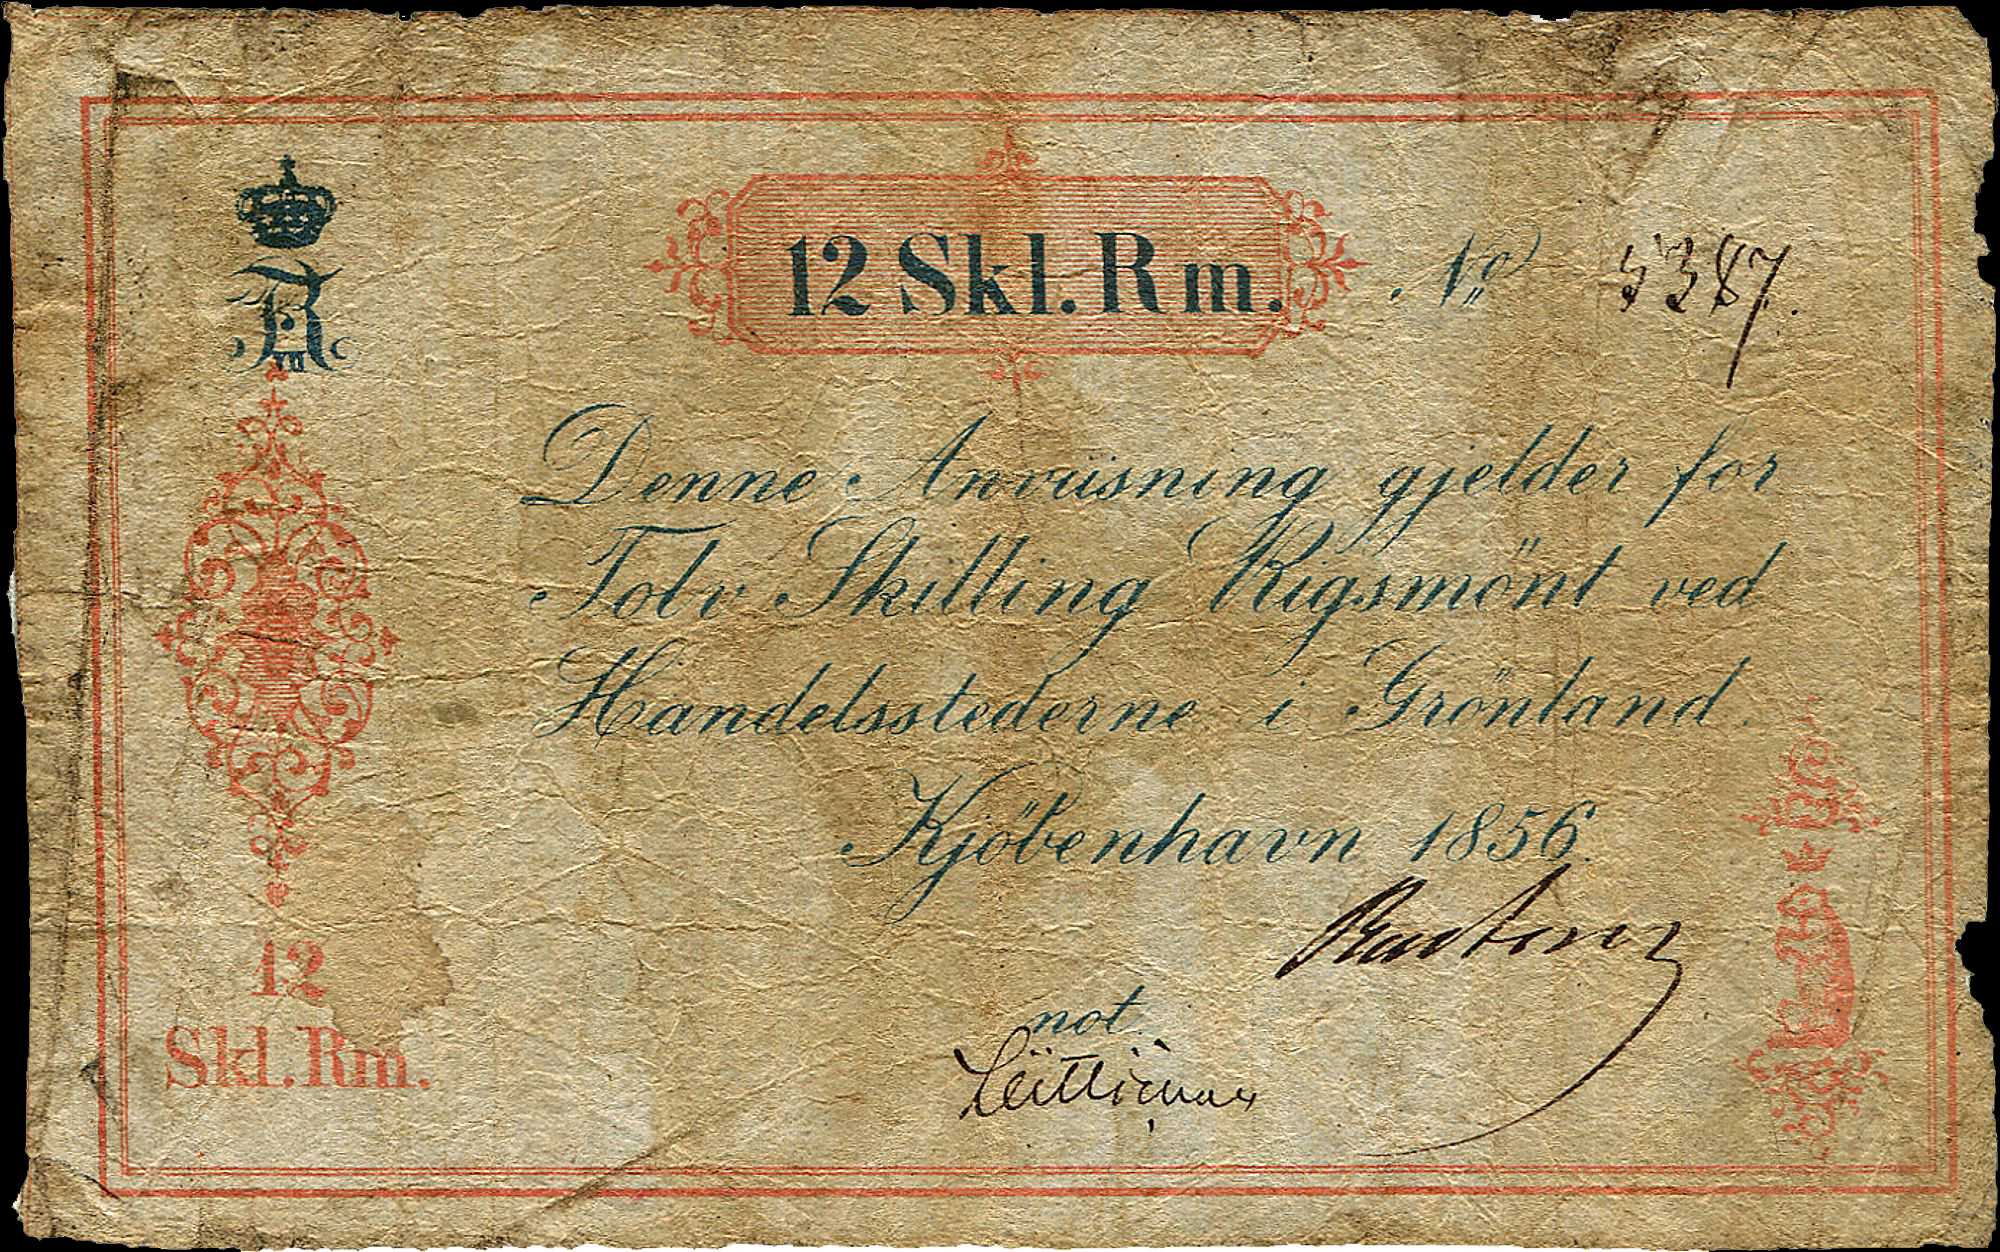 12 Skl. Rm.
No 5387.
F
VII
Denne Anviisning gjelder for
Tolv Skilling Rigsmönt ved
Handelsstederne i Grönland.
Kjöbenhavn 1856.
not.
12
Skl. Rm.